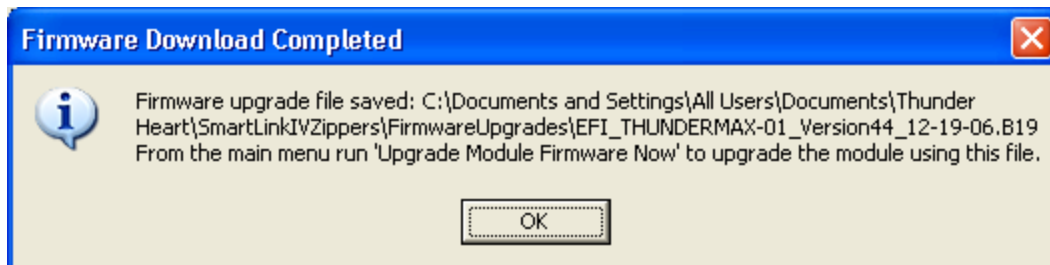 Firmware Download Completed
Firmware upgrade file saved: C:\Documents and Settings\All Users\Documents\Thunder
Heart\SmartLinkIVZippers\FirmwareUpgrades\EFI_THUNDERMAX-01_Version44_12-19-06.B19
From the main menu run 'Upgrade Module Firmware Now' to upgrade the module using this file.
OK